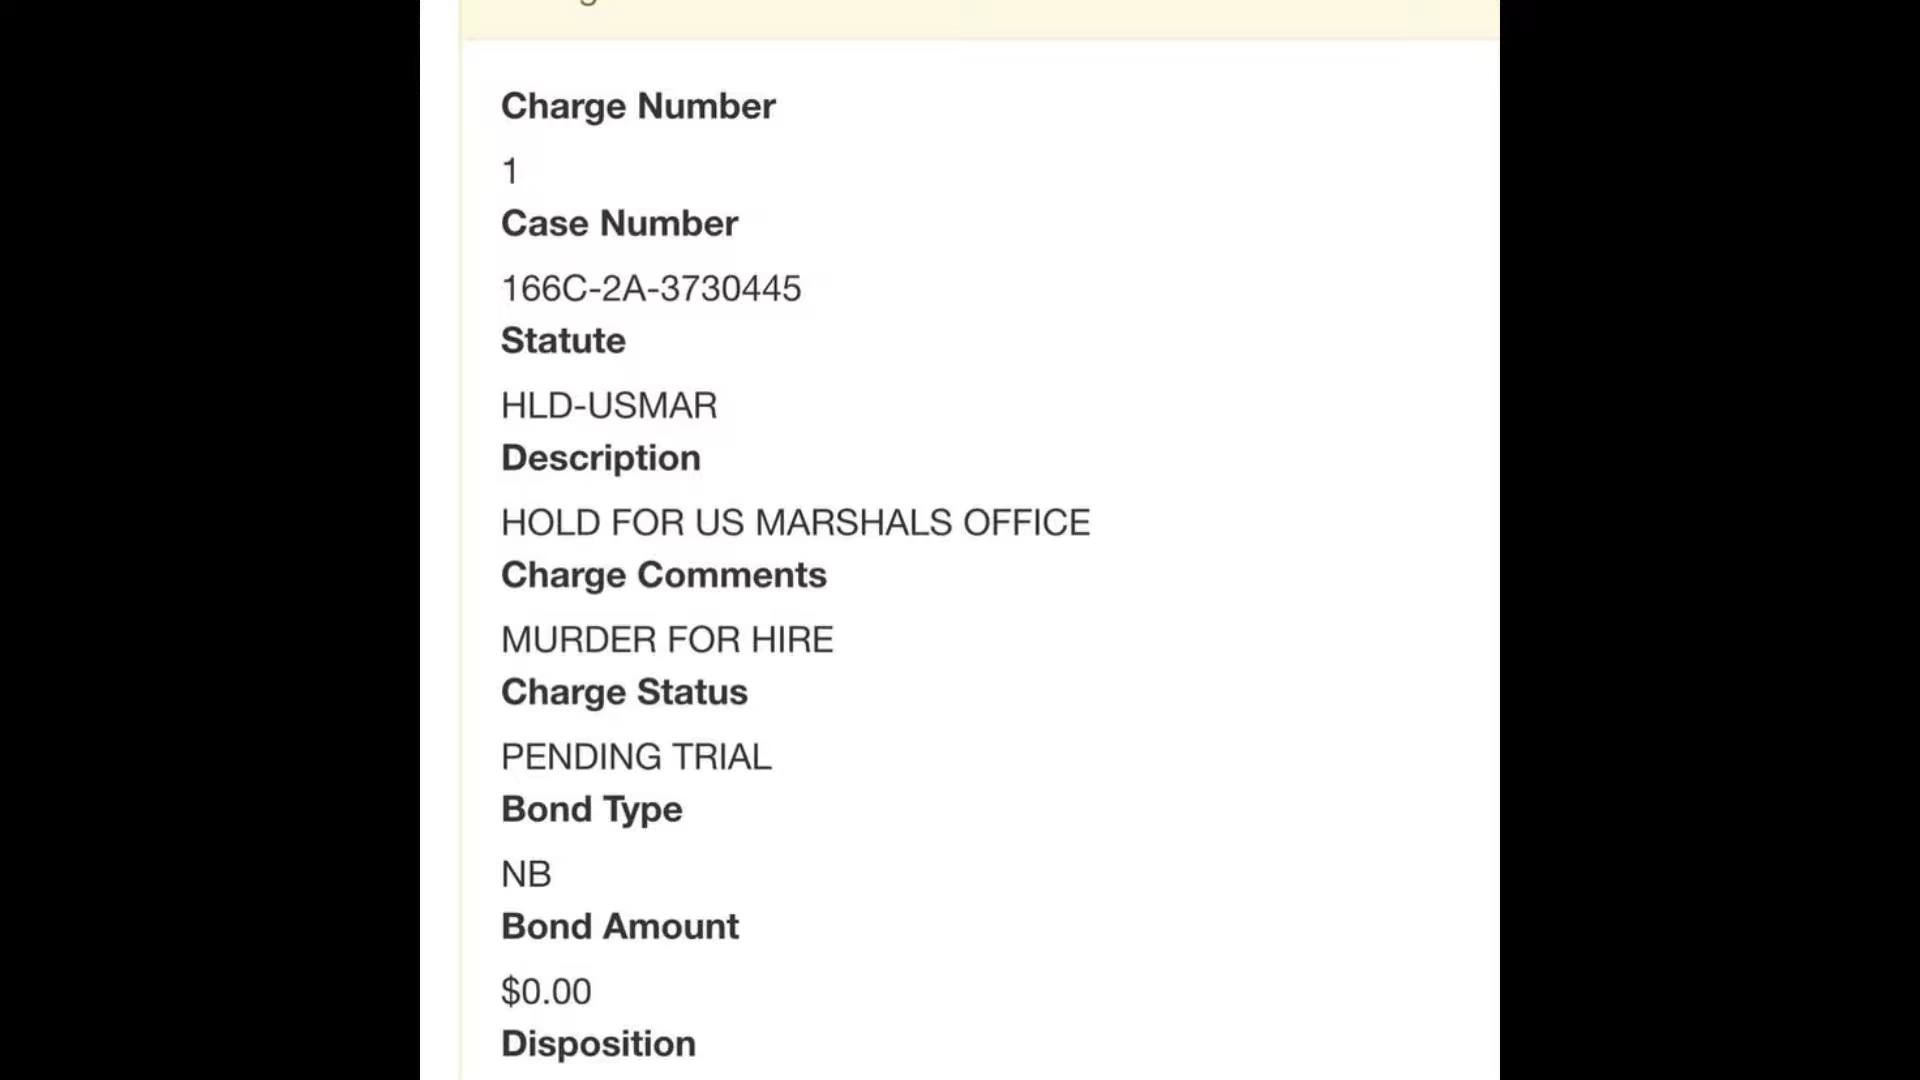 Charge Number
1
Case Number
166C-2A-3730445
Statute
HLD-USMAR
Description
HOLD FOR US MARSHALS OFFICE
Charge Comments
MURDER FOR HIRE
Charge Status
PENDING TRIAL
Bond Type
NB
Bond Amount
$0.00
Disposition